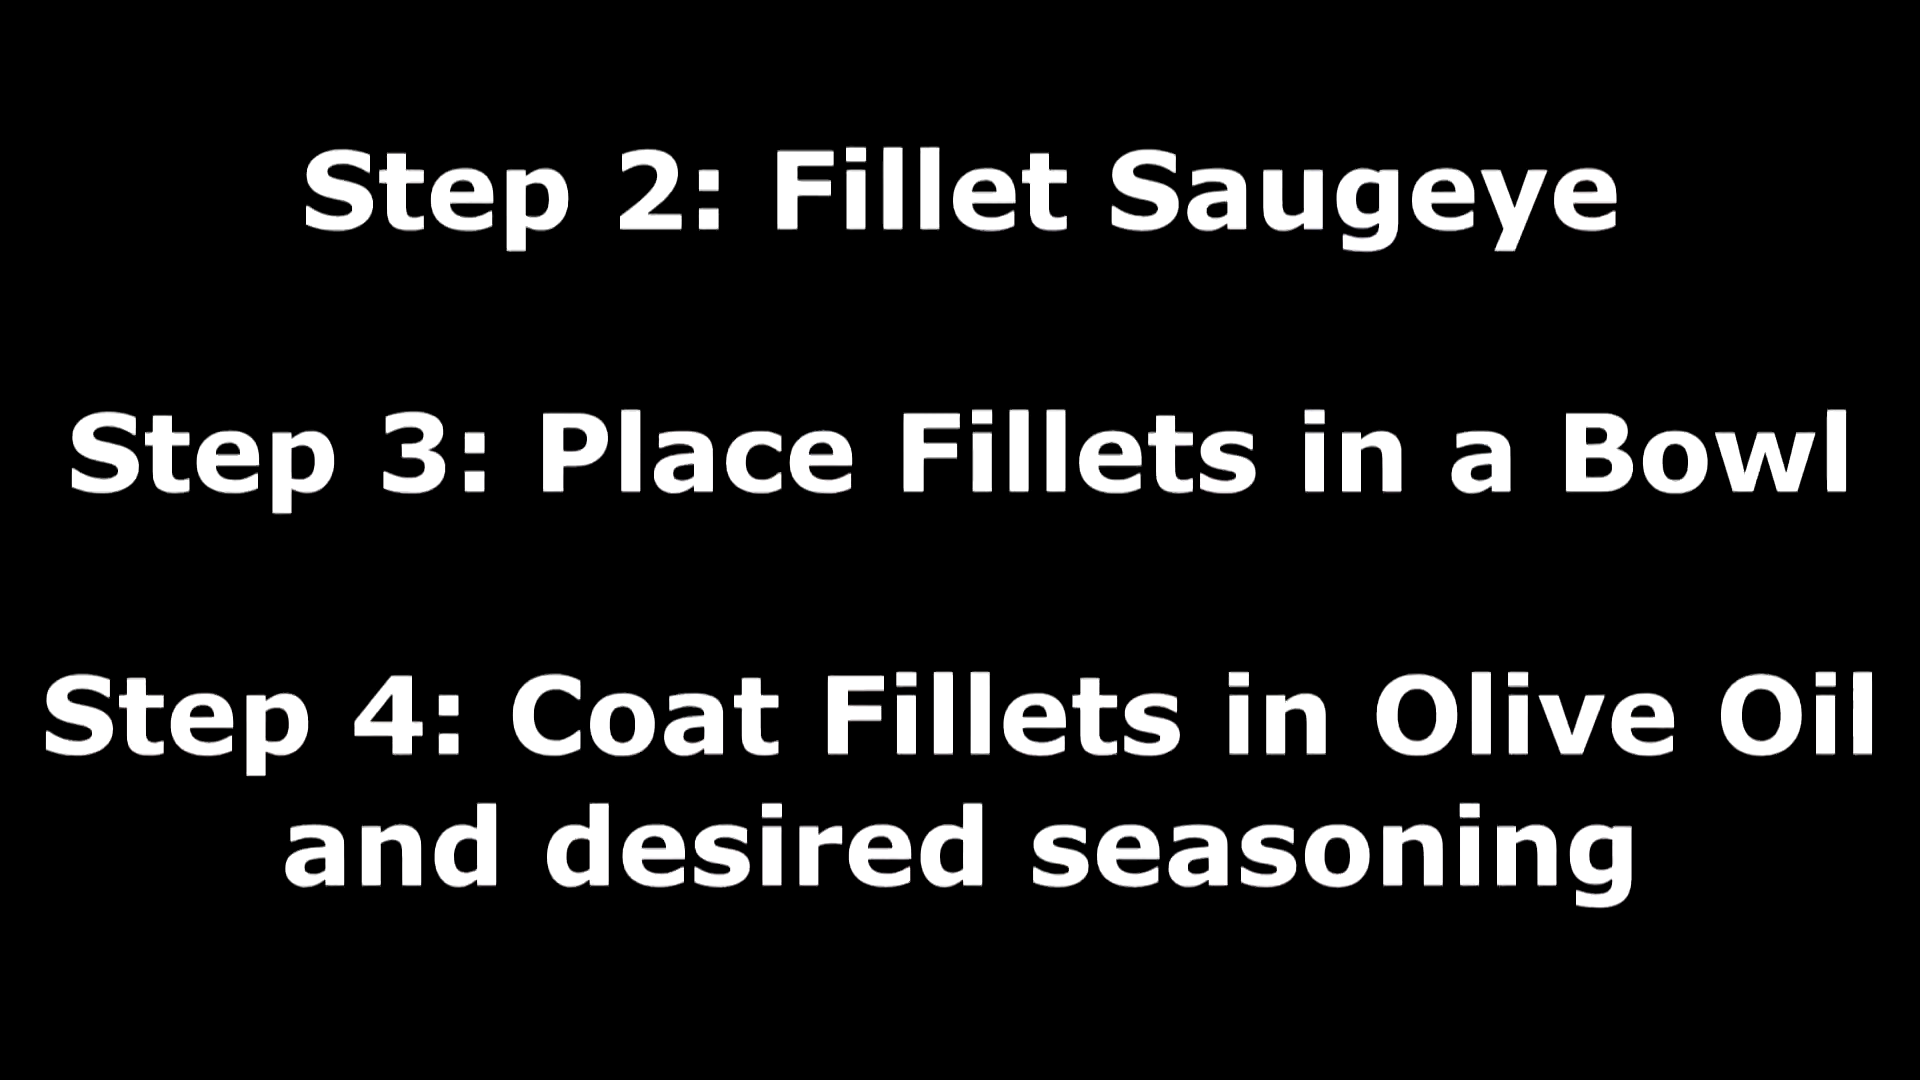 Step 2: Fillet Saugeye
Step 3: Place Fillets in a Bowl
Step 4: Coat Fillets in Olive Oil
and desired seasoning